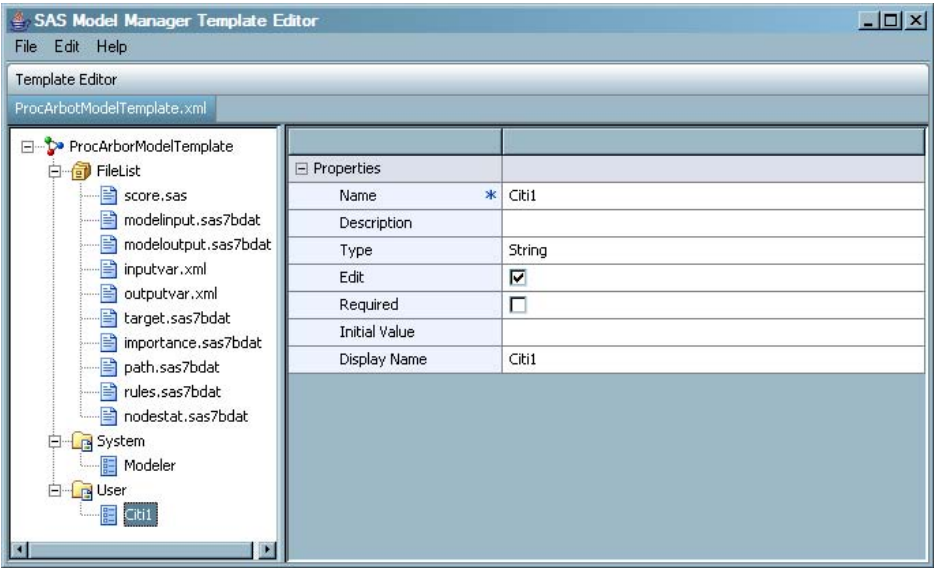 SAS Model Manager Template Editor
File Edit Help
Template Editor
ProcArbotModelTemplate.xml
ProcArborModelTemplate
FileList
score.sas
modelinput.sas7bdat
modeloutput.sas7bdat
inputvar.xml
outputvar.xml
target.sas7bdat
importance.sas7bdat
path.sas7bdat
rules.sas7bdat
nodestat.sas7bdat
System
Modeler
User
Citi1
Properties
Name * Citi1
Description
Type String
Edit
Required
Initial Value
Display Name Citi1